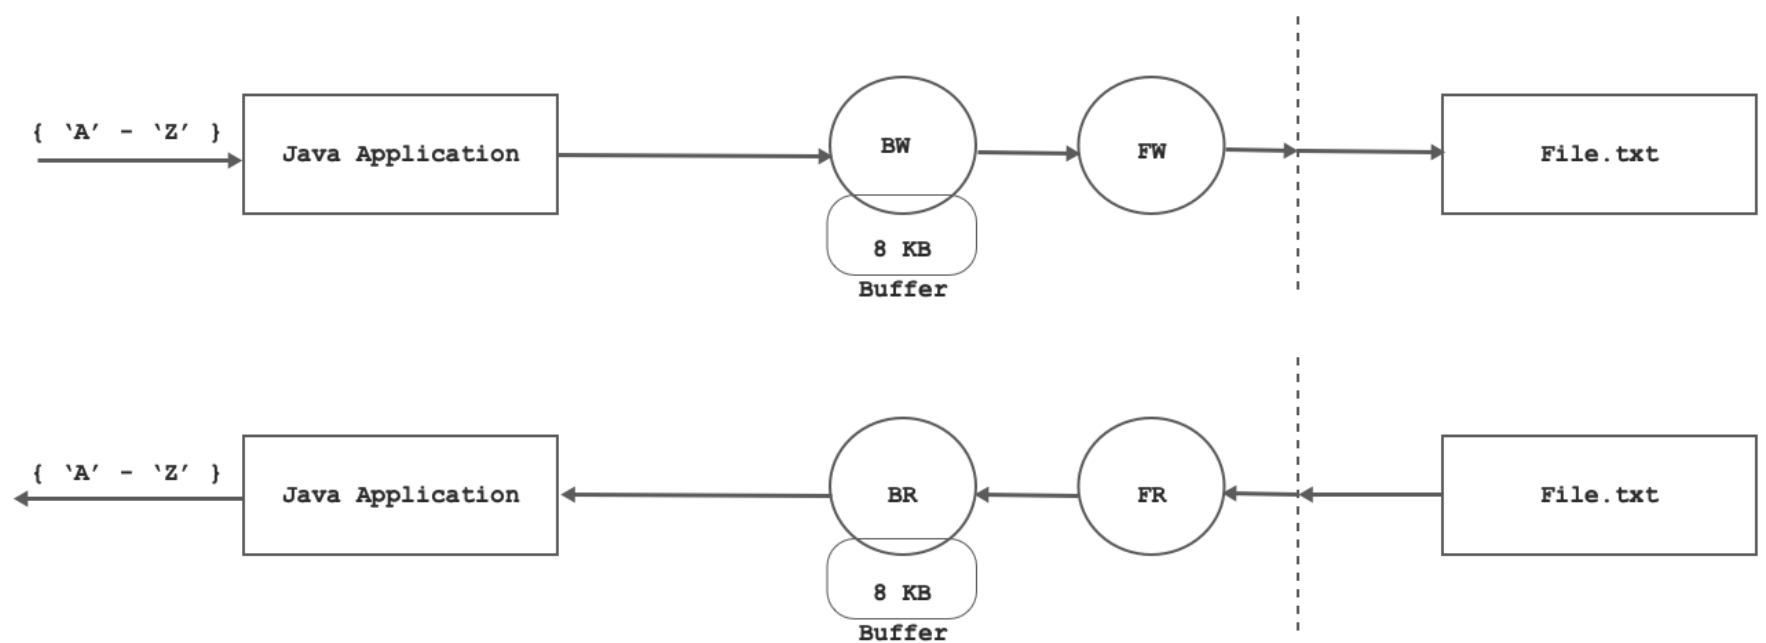 { ‘A’ - ‘Z’ }
Java Application
BW
FW
File.txt
8 KB
Buffer
{ ‘A’ - ‘Z’ }
Java Application
BR
FR
File.txt
8 KB
Buffer